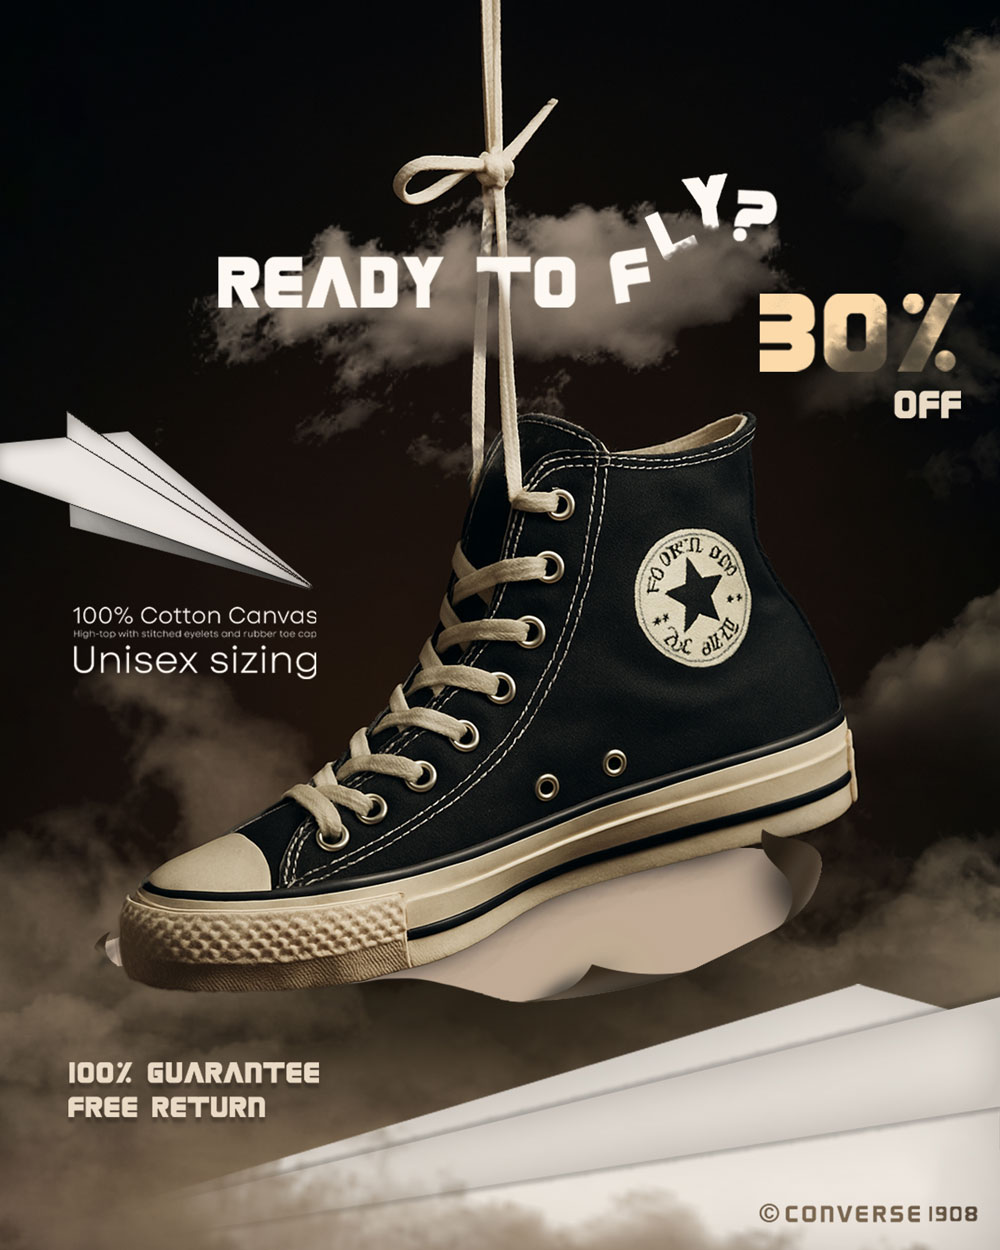 READY TO FLY?
30%
OFF
100% Cotton Canvas
High-top with stitched eyelets and rubber toe cap
Unisex sizing
100% GUARANTEE
FREE RETURN
©CONVERSE 1908